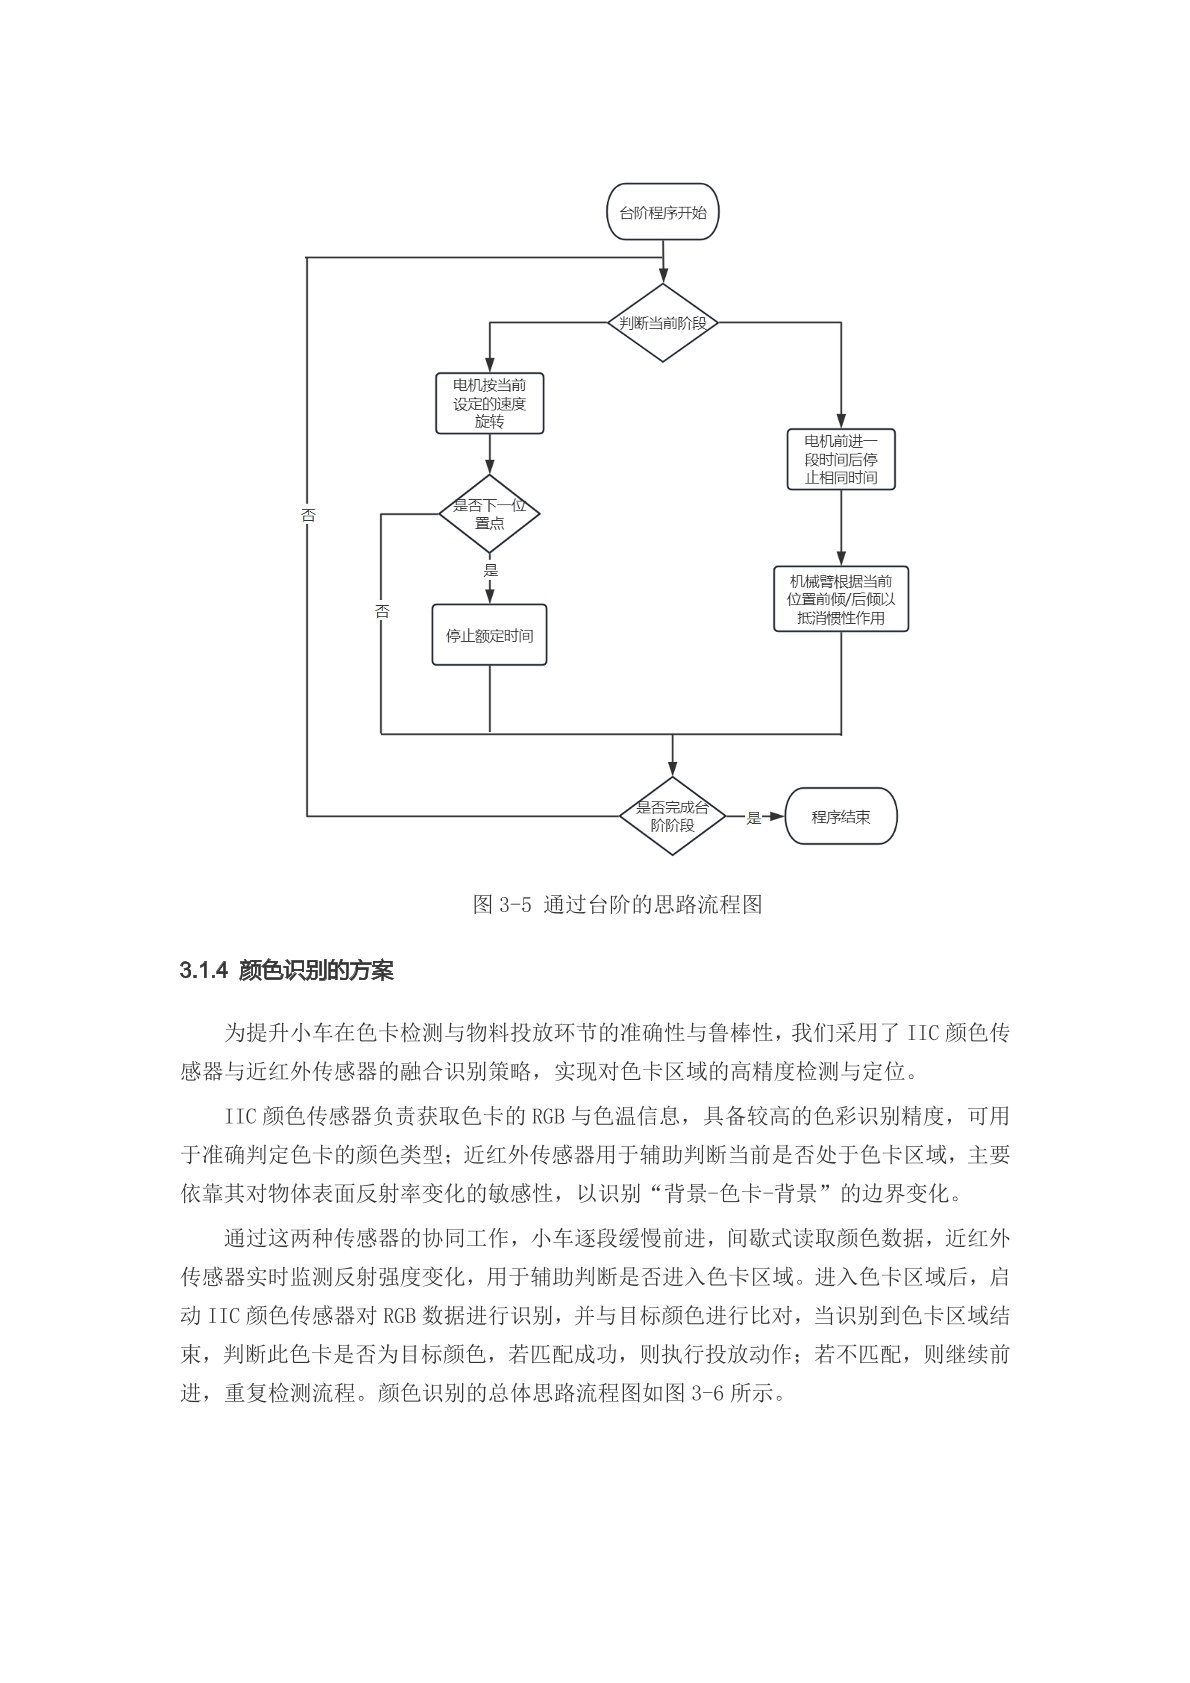 台阶程序开始
判断当前阶段
电机按当前
设定的速度
旋转
电机前进一
段时间后停
止相同时间
是否下一位
置点
否
是
否
停止额定时间
机械臂根据当前
位置前倾/后倾以
抵消惯性作用
是否完成台
阶阶段
是
程序结束
图 3-5 通过台阶的思路流程图
3.1.4 颜色识别的方案
为提升小车在色卡检测与物料投放环节的准确性与鲁棒性，我们采用了 IIC 颜色传
感器与近红外传感器的融合识别策略，实现对色卡区域的高精度检测与定位。
IIC 颜色传感器负责获取色卡的 RGB 与色温信息，具备较高的色彩识别精度，可用
于准确判定色卡的颜色类型；近红外传感器用于辅助判断当前是否处于色卡区域，主要
依靠其对物体表面反射率变化的敏感性，以识别“背景-色卡-背景”的边界变化。
通过这两种传感器的协同工作，小车逐段缓慢前进，间歇式读取颜色数据，近红外
传感器实时监测反射强度变化，用于辅助判断是否进入色卡区域。进入色卡区域后，启
动 IIC 颜色传感器对 RGB 数据进行识别，并与目标颜色进行比对，当识别到色卡区域结
束，判断此色卡是否为目标颜色，若匹配成功，则执行投放动作；若不匹配，则继续前
进，重复检测流程。颜色识别的总体思路流程图如图 3-6 所示。